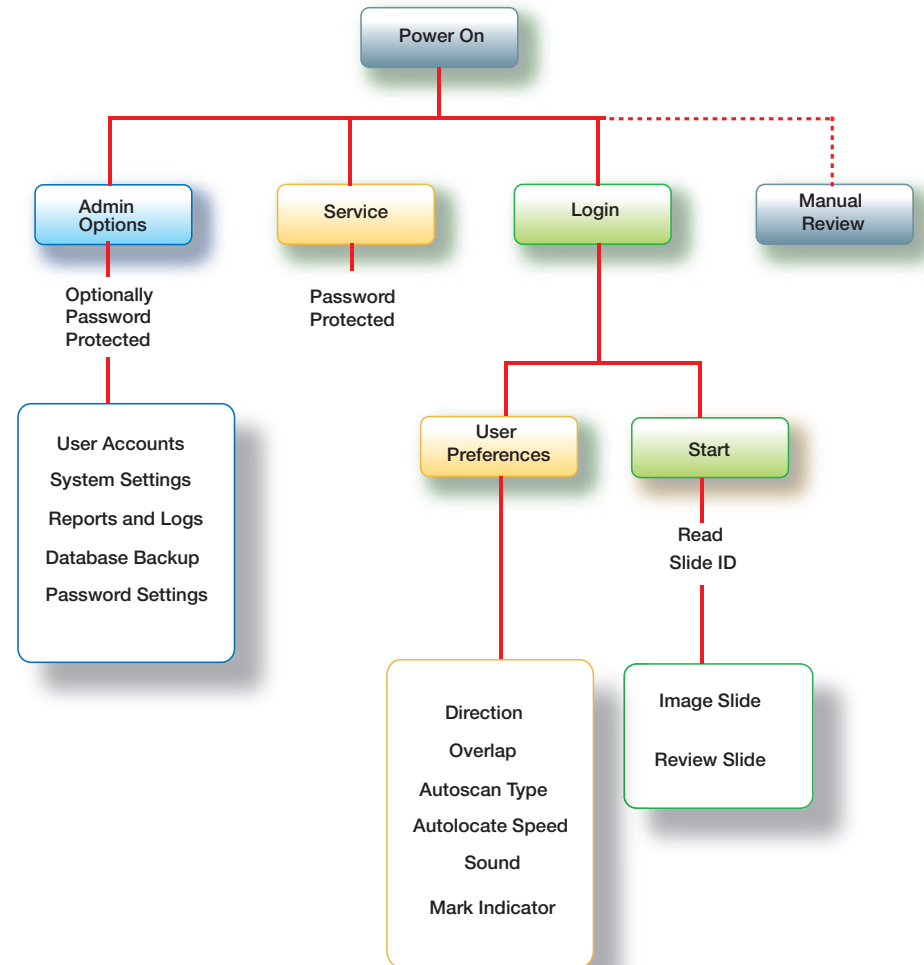 Power On
Admin
Options
Service
Login
Manual
Review
Optionally
Password
Protected
Password
Protected
User Accounts
System Settings
Reports and Logs
Database Backup
Password Settings
User
Preferences
Start
Read
Slide ID
Direction
Overlap
Autoscan Type
Autolocate Speed
Sound
Mark Indicator
Image Slide
Review Slide